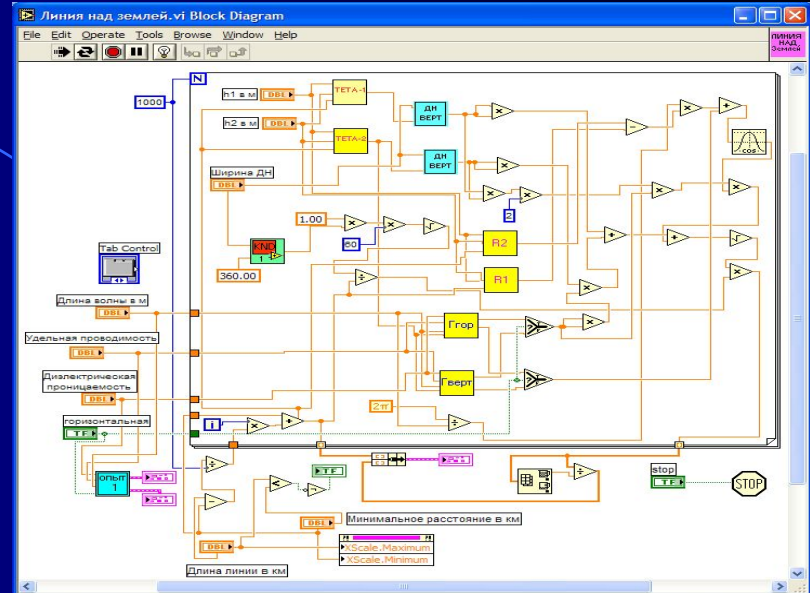 Линия над землей.vi Block Diagram
File Edit Operate Tools Browse Window Help
ЛИНИЯ
НАД
Землей
N
1000
h1 в м
DBL
ТЕТА-1
h2 в м
DBL
ТЕТА-2
ДН
ВЕРТ
ДН
ВЕРТ
cos
Ширина ДН
DBL
1.00
60
2
KND
1
360.00
R2
R1
Tab Control
Длина волны в м
DBL
Удельная проводимость
DBL
Диэлектрическая
проницаемость
DBL
горизонтальная
TF
Ггор
Гверт
2π
i
ОПЫТ
1
TF
stop
TF
STOP
DBL
Минимальное расстояние в км
DBL
XScale.Maximum
XScale.Minimum
Длина линии в км